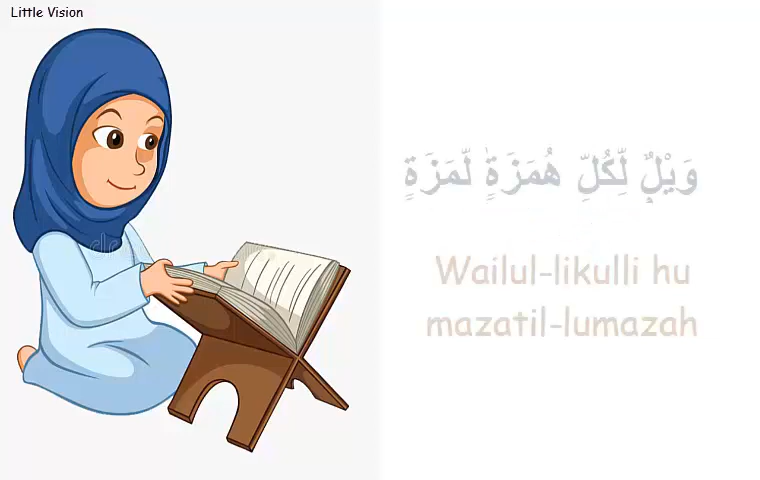 Little Vision
وَيْلٌ لِّكُلِّ هُمَزَةٍ لُّمَزَةٍ
Wailul-likulli hu
mazatil-lumazah